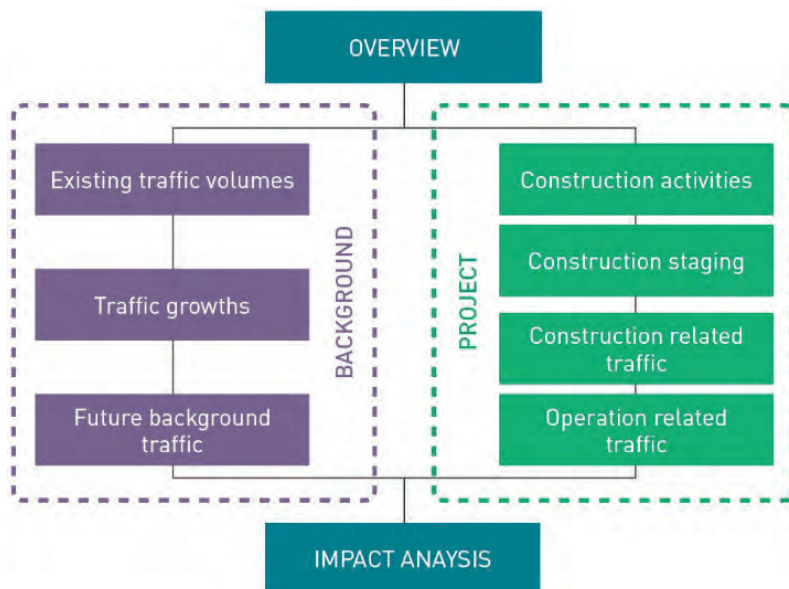 OVERVIEW
Existing traffic volumes
Traffic growths
Future background
traffic
BACKGROUND
PROJECT
Construction activities
Construction staging
Construction related
traffic
Operation related
traffic
IMPACT ANAYSIS